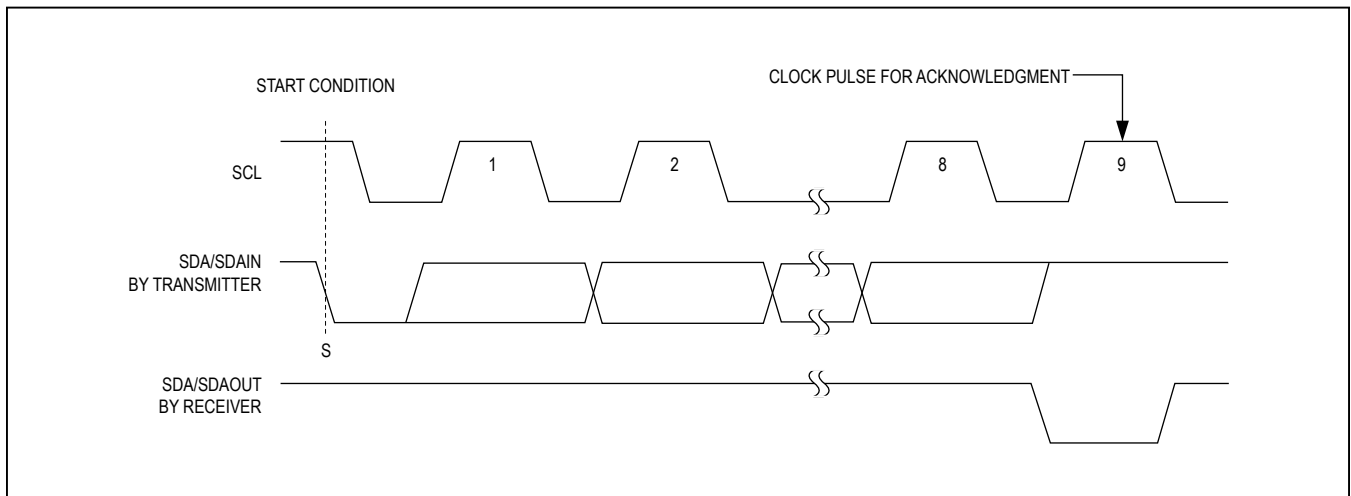 START CONDITION
CLOCK PULSE FOR ACKNOWLEDGMENT
SCL
1
2
8
9
SDA/SDAIN
BY TRANSMITTER
S
SDA/SDAOUT
BY RECEIVER